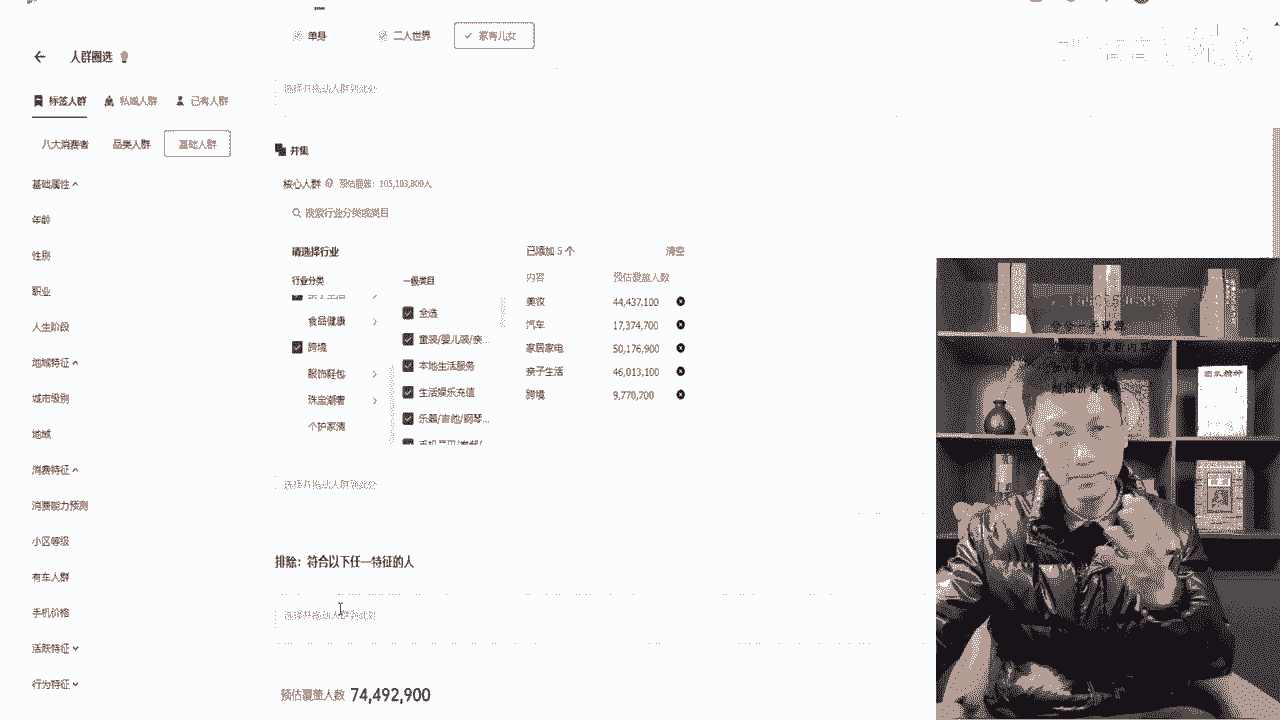 单身 二人世界 家有儿女
人群圈选
标签人群 私域人群 已有人群
选择并拖动人群到此处
八大消费者 品类人群 基础人群
并集
基础属性
核心人群 预估覆盖：105,103,800人
年龄
搜索行业分类或类目
性别
请选择行业 已添加 5 个 清空
行业分类 一级类目 内容 预估覆盖人数
职业
美妆 44,437,100
食品健康 全选
人生阶段
汽车 17,374,700
跨境 童装/婴儿装/亲...
家居家电 50,176,900
地域特征
服饰鞋包 本地生活服务
亲子生活 46,013,100
生活娱乐充值
跨境 9,770,700
城市级别
珠宝潮奢
乐器/吉他/钢琴...
个护家清
地域
消费特征
选择并拖动人群到此处
消费能力预测
小区等级
排除：符合以下任一特征的人
有车人群
手机价格
选择并拖动人群到此处
活跃特征
行为特征
预估覆盖人数 74,492,900